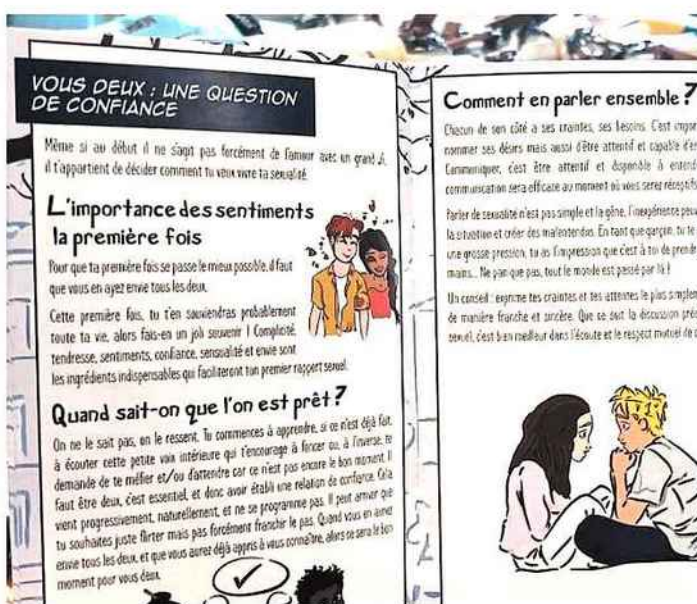 VOUS DEUX : UNE QUESTION
DE CONFIANCE
Même si au début il ne s'agit pas forcément de l'amour avec un grand A,
il t'appartient de décider comment tu veux vivre ta sexualité.
L'importance des sentiments
la première fois
Pour que ta première fois se passe le mieux possible, il faut
que vous en ayez envie tous les deux.
Cette première fois, tu t'en souviendras probablement
toute ta vie, alors fais-en un joli souvenir ! Complicité,
tendresse, sentiments, confiance, sensualité et envie sont
les ingrédients indispensables qui faciliteront ton premier rapport sexuel.
Quand sait-on que l'on est prêt ?
On ne le sait pas, on le ressent. Tu commences à apprendre, si ce n'est déjà fait,
à écouter cette petite voix intérieure qui t'encourage à foncer ou, à l'inverse, te
demande de te méfier et/ou d'attendre car ce n'est pas encore le bon moment. Il
faut être deux, c'est essentiel, et donc avoir établi une relation de confiance. Cela
vient progressivement, naturellement, et ne se programme pas. Il peut arriver que
tu souhaites juste flirter mais pas forcément franchir le pas. Quand vous en aurez
envie tous les deux, et que vous aurez déjà appris à vous connaître, alors ce sera le bon
moment pour vous deux.
Comment en parler ensemble ?
Chacun de son côté a ses craintes, ses besoins. C'est
nommer ses désirs mais aussi d'être attentif et capable
Communiquer, c'est être attentif et disponible à
communication sera efficace au moment où vous serez réceptifs
Parler de sexualité n'est pas simple et la gêne, l'inexpérience
la situation et créer des malentendus. En tant que garçon, tu te
une grosse pression, tu as l'impression que c'est à toi de
mains... Ne panique pas, tout le monde est passé par là !
Un conseil : exprime tes craintes et tes attentes le plus
de manière franche et sincère. Que ce soit la discussion
sexuel, c'est bien meilleur dans l'écoute et le respect mutuel de